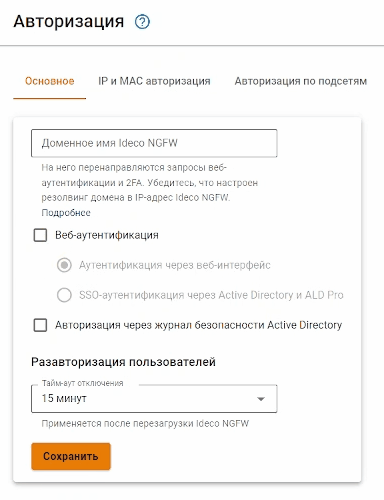 Авторизация
Основное IP и MAC авторизация Авторизация по подсетям
Доменное имя Ideco NGFW
На него перенаправляются запросы веб-
аутентификации и 2FA. Убедитесь, что настроен
резолвинг домена в IP-адрес Ideco NGFW.
Подробнее
Веб-аутентификация
Аутентификация через веб-интерфейс
SSO-аутентификация через Active Directory и ALD Pro
Авторизация через журнал безопасности Active Directory
Разавторизация пользователей
Тайм-аут отключения
15 минут
Применяется после перезагрузки Ideco NGFW
Сохранить